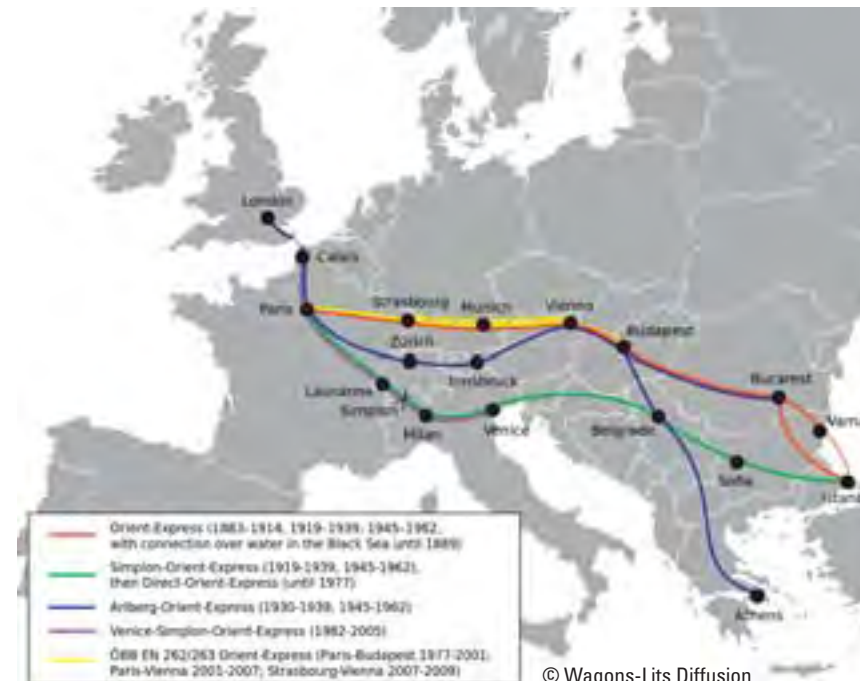 London
Calais
Paris
Strasbourg
Munich
Vienna
Zürich
Innsbruck
Budapest
Bucarest
Varna
Lausanne
Simplon
Milan
Venice
Belgrade
Sofia
Istanb
Athens
Orient-Express (1883–1914, 1919–1939, 1945–1962,
with connection over water in the Black Sea until 1889)
Simplon-Orient-Express (1919-1939, 1945-1962),
then Direct-Orient-Express (until 1977)
Arlberg-Orient-Express (1930-1939, 1945-1962)
Venice-Simplon-Orient-Express (1982-2005)
ÖBB EN 262/263 Orient-Express (Paris-Budapest 1977-2001,
Paris-Vienna 2001-2007; Strasbourg-Vienna 2007-2009)
© Wagons-Lits Diffusion